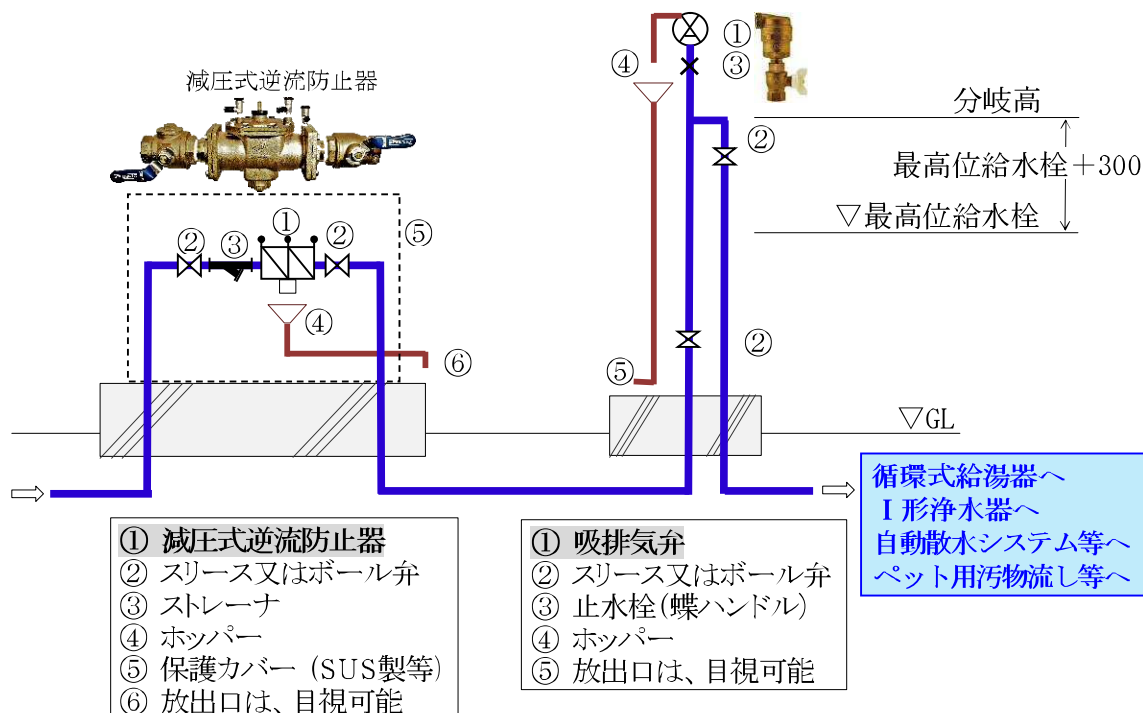 減圧式逆流防止器
①
②
③
②
⑤
④
⑥
①
③
④
②
②
⑤
分岐高
最高位給水栓＋300
▽最高位給水栓
▽GL
① 減圧式逆流防止器
② スリース又はボール弁
③ ストレーナ
④ ホッパー
⑤ 保護カバー（SUS製等）
⑥ 放出口は、目視可能
① 吸排気弁
② スリース又はボール弁
③ 止水栓(蝶ハンドル)
④ ホッパー
⑤ 放出口は、目視可能
循環式給湯器へ
Ⅰ形浄水器へ
自動散水システム等へ
ペット用汚物流し等へ